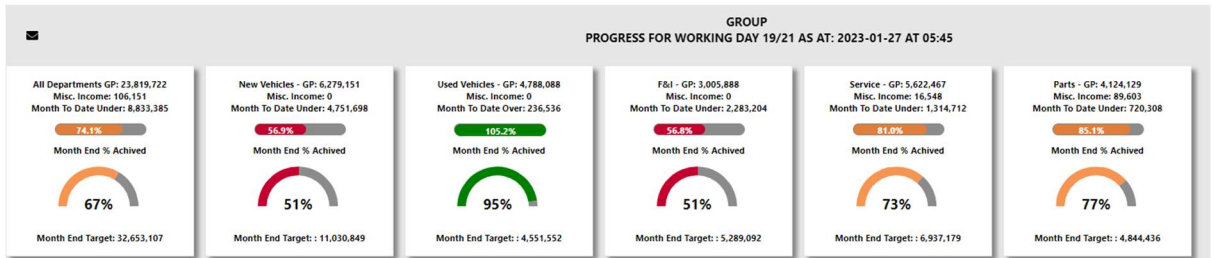 GROUP
PROGRESS FOR WORKING DAY 19/21 AS AT: 2023-01-27 AT 05:45
All Departments GP: 23,819,722
Misc. Income: 106,151
Month To Date Under: 8,833,385
74.1%
Month End % Achived
67%
Month End Target: 32,653,107
New Vehicles - GP: 6,279,151
Misc. Income: 0
Month To Date Under: 4,751,698
56.9%
Month End % Achived
51%
Month End Target: : 11,030,849
Used Vehicles - GP: 4,788,088
Misc. Income: 0
Month To Date Over: 236,536
105.2%
Month End % Achived
95%
Month End Target: : 4,551,552
F&I - GP: 3,005,888
Misc. Income: 0
Month To Date Under: 2,283,204
56.8%
Month End % Achived
51%
Month End Target: : 5,289,092
Service - GP: 5,622,467
Misc. Income: 16,548
Month To Date Under: 1,314,712
81.0%
Month End % Achived
73%
Month End Target: : 6,937,179
Parts - GP: 4,124,129
Misc. Income: 89,603
Month To Date Under: 720,308
85.1%
Month End % Achived
77%
Month End Target: : 4,844,436